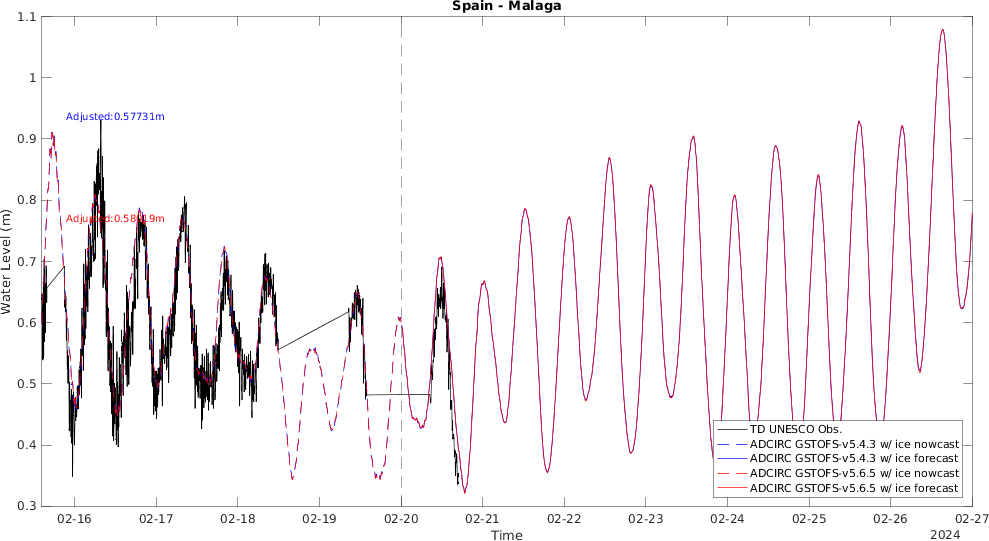 Spain - Malaga
1.1
1
0.9
0.8
0.7
0.6
0.5
0.4
0.3
Water Level (m)
Adjusted:0.57731m
TD UNESCO Obs.
ADCIRC GSTOFS-v5.4.3 w/ ice nowcast
ADCIRC GSTOFS-v5.4.3 w/ ice forecast
ADCIRC GSTOFS-v5.6.5 w/ ice nowcast
ADCIRC GSTOFS-v5.6.5 w/ ice forecast
02-16 02-17 02-18 02-19 02-20 02-21 02-22 02-23 02-24 02-25 02-26 02-27
Time
2024